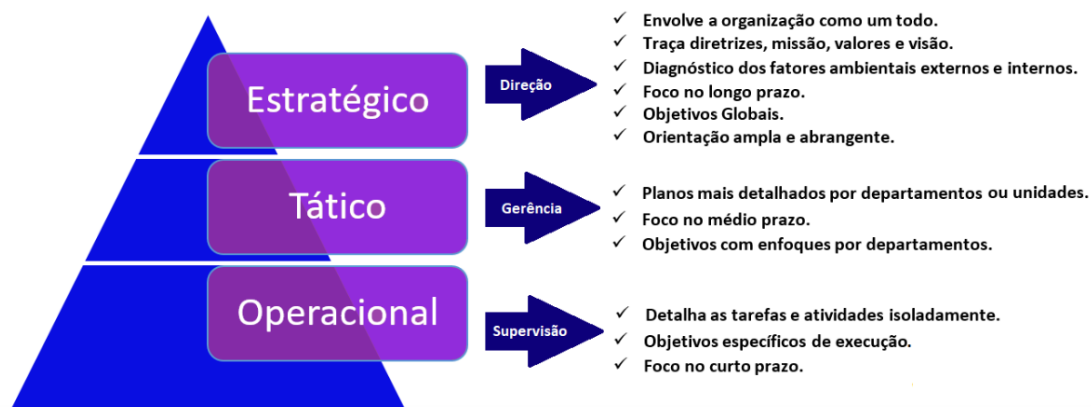 Estratégico
Direção
✓ Envolve a organização como um todo.
✓ Traça diretrizes, missão, valores e visão.
✓ Diagnóstico dos fatores ambientais externos e internos.
✓ Foco no longo prazo.
✓ Objetivos Globais.
✓ Orientação ampla e abrangente.
Tático
Gerência
✓ Planos mais detalhados por departamentos ou unidades.
✓ Foco no médio prazo.
✓ Objetivos com enfoques por departamentos.
Operacional
Supervisão
✓ Detalha as tarefas e atividades isoladamente.
✓ Objetivos específicos de execução.
✓ Foco no curto prazo.